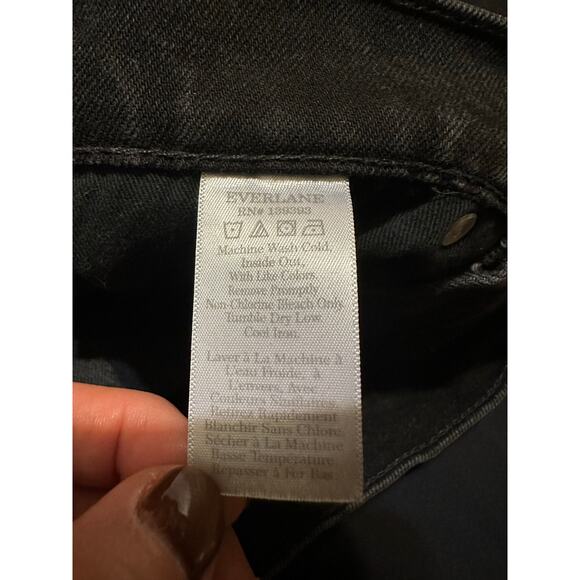 EVERLANE
RN# 139393
Machine Wash Cold,
Inside Out,
With Like Colors.
Remove Promptly
Non Chlorine Bleach Only.
Tumble Dry Low.
Cool Iron.
Laver à La Machine à
L'eau Froide, à
L'envers, Avec
Couleurs Similaires.
Retirez Rapidement
Blanchir Sans Chlore.
Sécher à La Machine
Basse Température
Repasser à Fer Bas